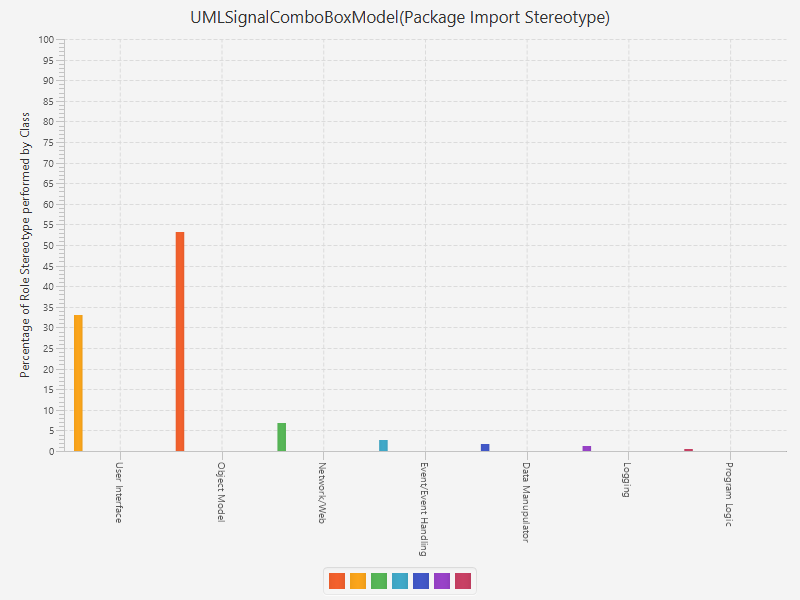 UMLSignalComboBoxModel(Package Import Stereotype)
Percentage of Role Stereotype performed by Class
100
95
90
85
80
75
70
65
60
55
50
45
40
35
30
25
20
15
10
5
0
User Interface
Object Model
Network/Web
Event/Event Handling
Data Manupulator
Logging
Program Logic